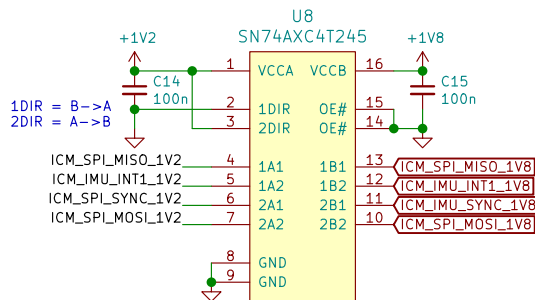 U8
SN74AXC4T245
+1V2
+1V8
C14
100n
C15
100n
1DIR = B->A
2DIR = A->B
1 VCCA VCCB 16
2 1DIR OE# 15
3 2DIR OE# 14
ICM_SPI_MISO_1V2 4 1A1 1B1 13 ICM_SPI_MISO_1V8
ICM_IMU_INT1_1V2 5 1A2 1B2 12 ICM_IMU_INT1_1V8
ICM_SPI_SYNC_1V2 6 2A1 2B1 11 ICM_IMU_SYNC_1V8
ICM_SPI_MOSI_1V2 7 2A2 2B2 10 ICM_SPI_MOSI_1V8
8 GND
9 GND